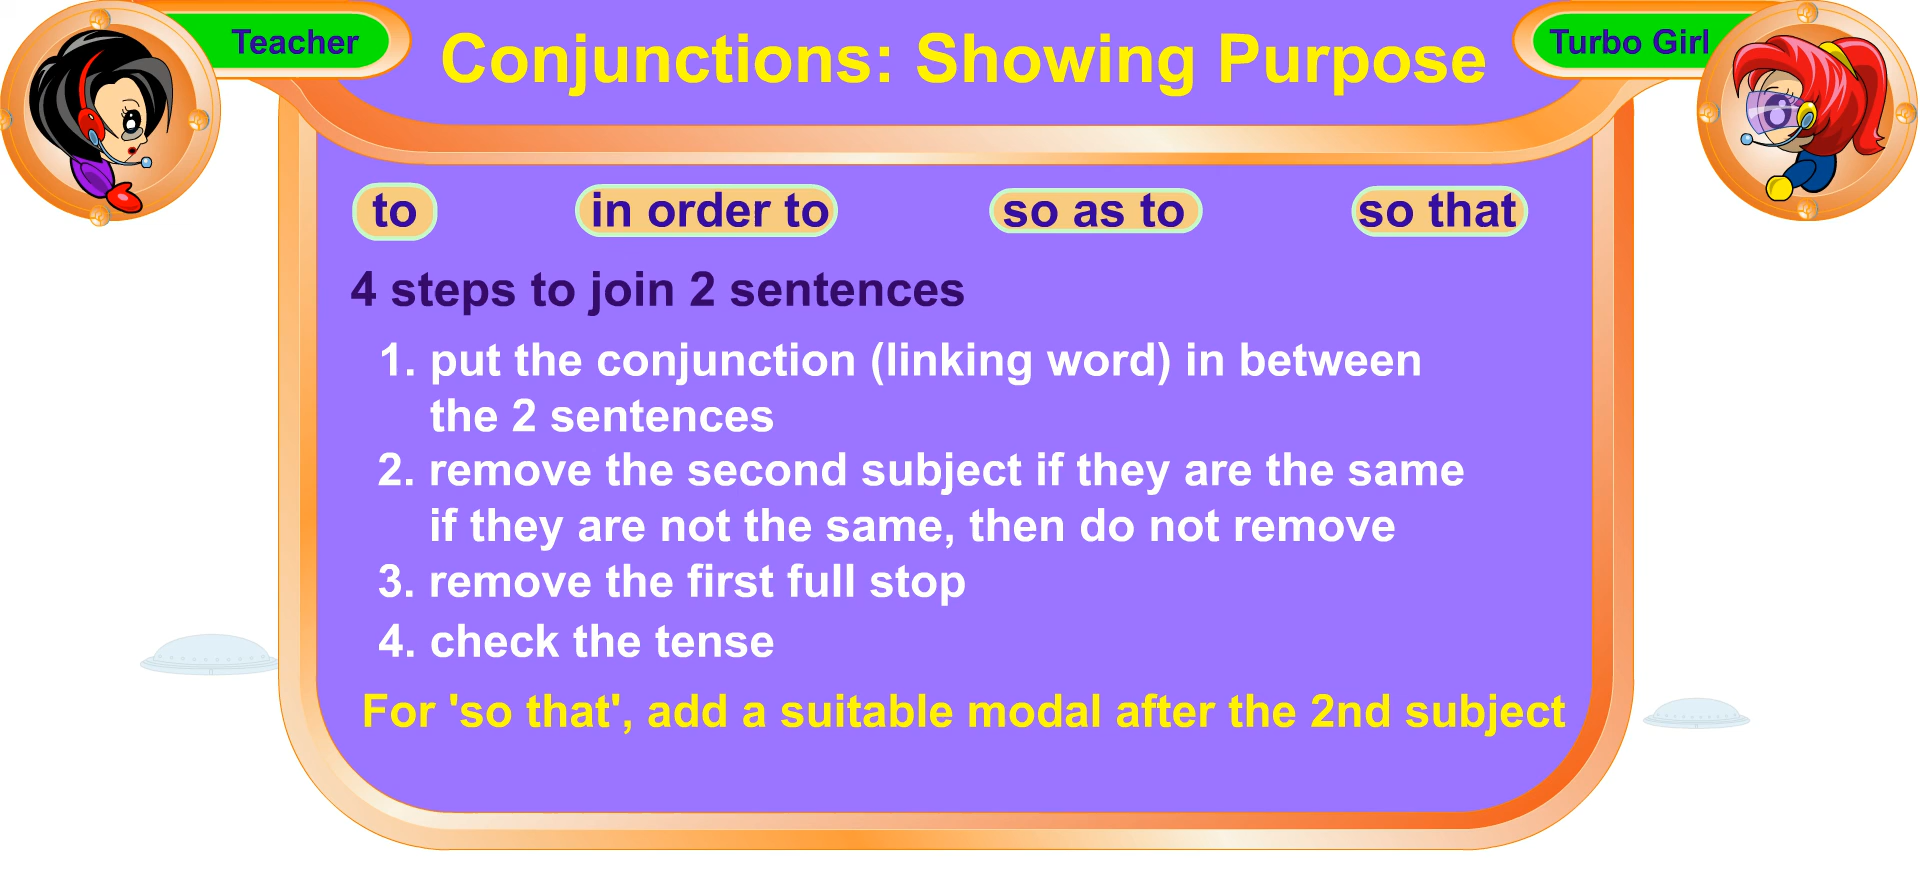 Teacher
Conjunctions: Showing Purpose
Turbo Girl
to
in order to
so as to
so that
4 steps to join 2 sentences
1. put the conjunction (linking word) in between
the 2 sentences
2. remove the second subject if they are the same
if they are not the same, then do not remove
3. remove the first full stop
4. check the tense
For 'so that', add a suitable modal after the 2nd subject